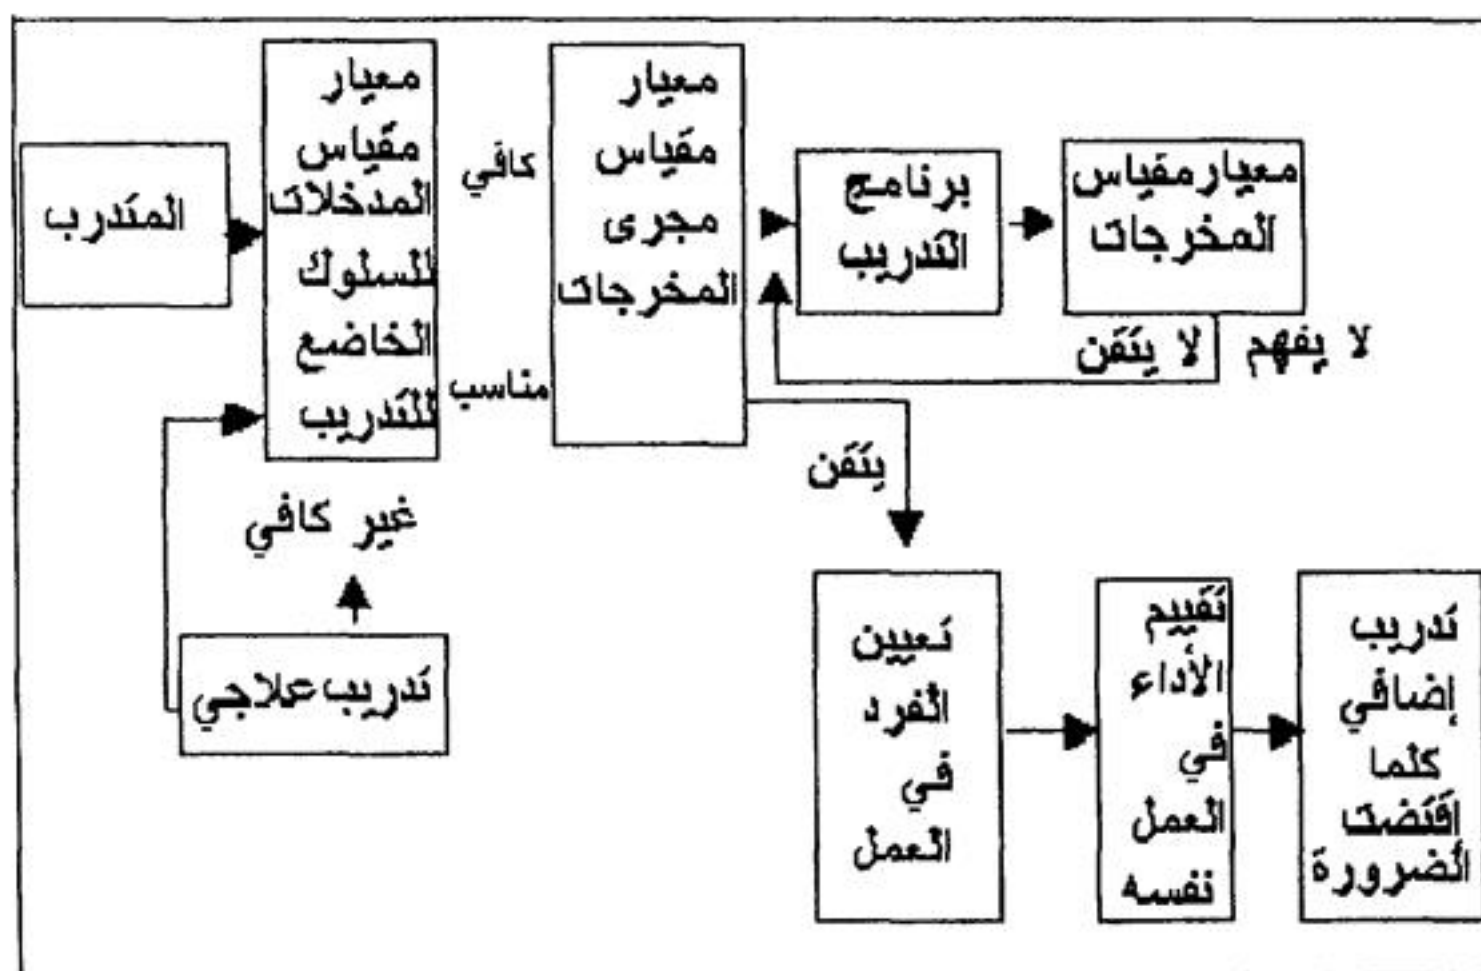 المتدرب
معيار
مقياس
المدخلات
للسلوك
الخاضع
للتدريب
كافي
مناسب
معيار
مقياس
مجرى
المخرجات
برنامج
التدريب
معيار مقياس
المخرجات
لا يتقن
لا يفهم
يتقن
غير كافي
تدريب علاجي
تعيين
الفرد
في
العمل
تقييم
الأداء
في
العمل
نفسه
تدريب
إضافي
كلما
إقتضت
الضرورة